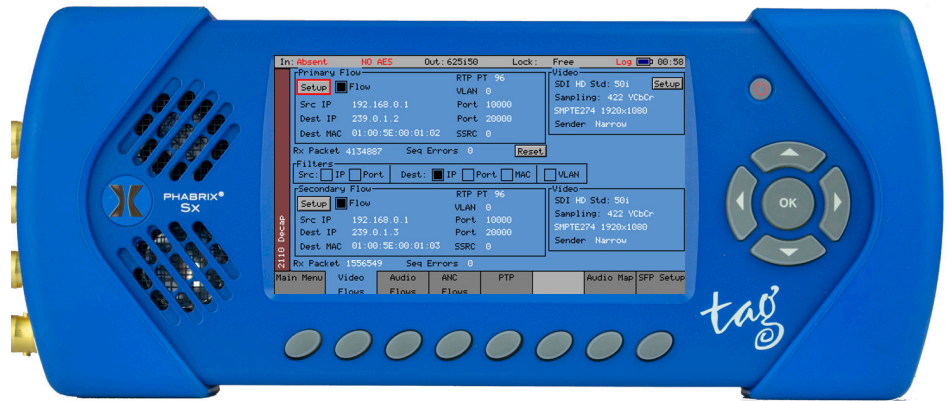 In: Absent NO AES Out: 625i50 Lock: Free Log 00:58
Primary Flow
Setup Flow RTP PT 96
VLAN 0
Src IP 192.168.0.1 Port 10000
Dest IP 239.0.1.2 Port 20000
Dest MAC 01:00:5E:00:01:02 SSRC 0
Video
SDI HD Std: 50i Setup
Sampling: 422 YCbCr
SMPTE274 1920x1080
Sender Narrow
Rx Packet 4134887 Seq Errors 0 Reset
Filters
Src: IP Port Dest: IP Port MAC VLAN
Secondary Flow
Setup Flow RTP PT 96
VLAN 0
Src IP 192.168.0.1 Port 10000
Dest IP 239.0.1.3 Port 20000
Dest MAC 01:00:5E:00:01:03 SSRC 0
Video
SDI HD Std: 50i
Sampling: 422 YCbCr
SMPTE274 1920x1080
Sender Narrow
Rx Packet 1556549 Seq Errors 0
2110 Decap
Main Menu Video Flows Audio Flows ANC Flows PTP Audio Map SFP Setup
PHABRIX®
SX
OK
tag